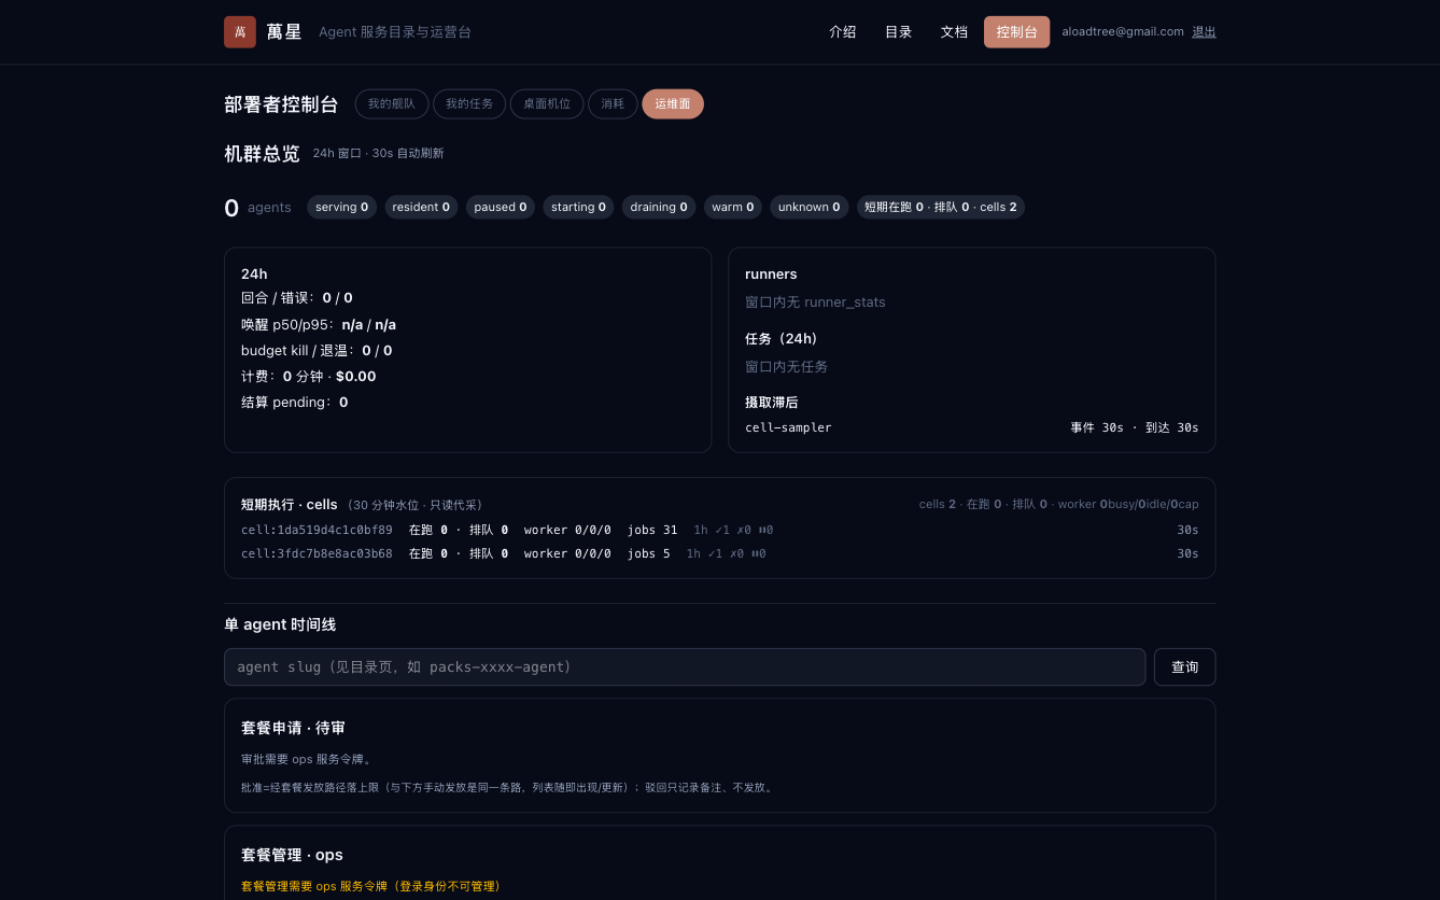 萬 萬星 Agent 服务目录与运营台 介绍 目录 文档 控制台 aloadtree@gmail.com 退出
部署者控制台 我的舰队 我的任务 桌面机位 消耗 运维面
机群总览 24h 窗口 · 30s 自动刷新
0 agents serving 0 resident 0 paused 0 starting 0 draining 0 warm 0 unknown 0 短期在跑 0 · 排队 0 · cells 2
24h
回合 / 错误：0 / 0
唤醒 p50/p95：n/a / n/a
budget kill / 退温：0 / 0
计费：0 分钟 · $0.00
结算 pending：0
runners
窗口内无 runner_stats
任务（24h）
窗口内无任务
摄取滞后
cell-sampler 事件 30s · 到达 30s
短期执行 · cells （30 分钟水位 · 只读代采） cells 2 · 在跑 0 · 排队 0 · worker 0busy/0idle/0cap
cell:1da519d4c1c0bf89 在跑 0 · 排队 0 worker 0/0/0 jobs 31 1h ✓1 ✗0 ⏸0 30s
cell:3fdc7b8e8ac03b68 在跑 0 · 排队 0 worker 0/0/0 jobs 5 1h ✓1 ✗0 ⏸0 30s
单 agent 时间线
agent slug（见目录页，如 packs-xxxx-agent） 查询
套餐申请 · 待审
审批需要 ops 服务令牌。
批准=经套餐发放路径落上限（与下方手动发放是同一条路，列表随即出现/更新）；驳回只记录备注、不发放。
套餐管理 · ops
套餐管理需要 ops 服务令牌（登录身份不可管理）